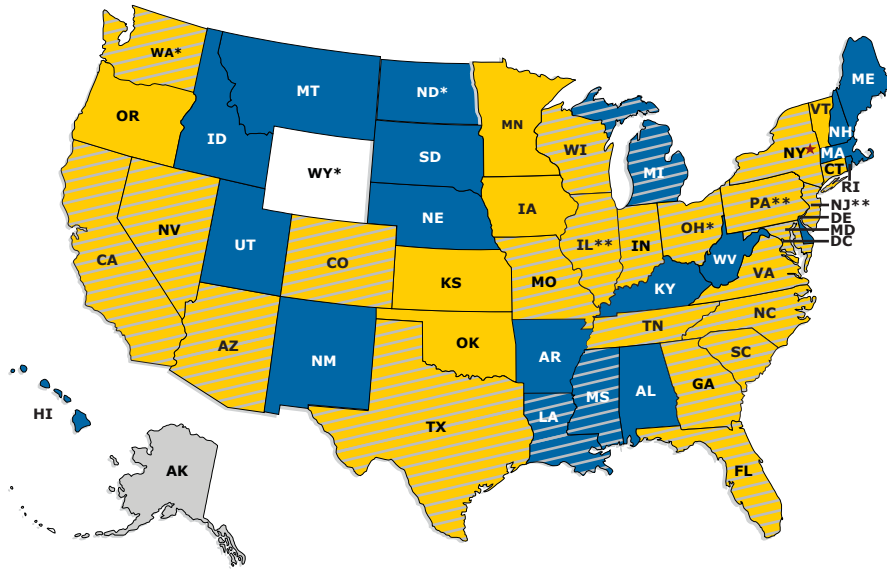 WA*
MT
ND*
ME
OR
MN
VT
ID
NH
WI
NY
MA
SD
MI
WY*
CT
RI
PA**
NJ**
IA
DE
NE
OH*
MD
NV
IL**
IN
DC
UT
WV
CA
CO
VA
KS
MO
KY
NC
TN
OK
AZ
SC
AR
NM
GA
MS
AL
HI
LA
TX
AK
FL